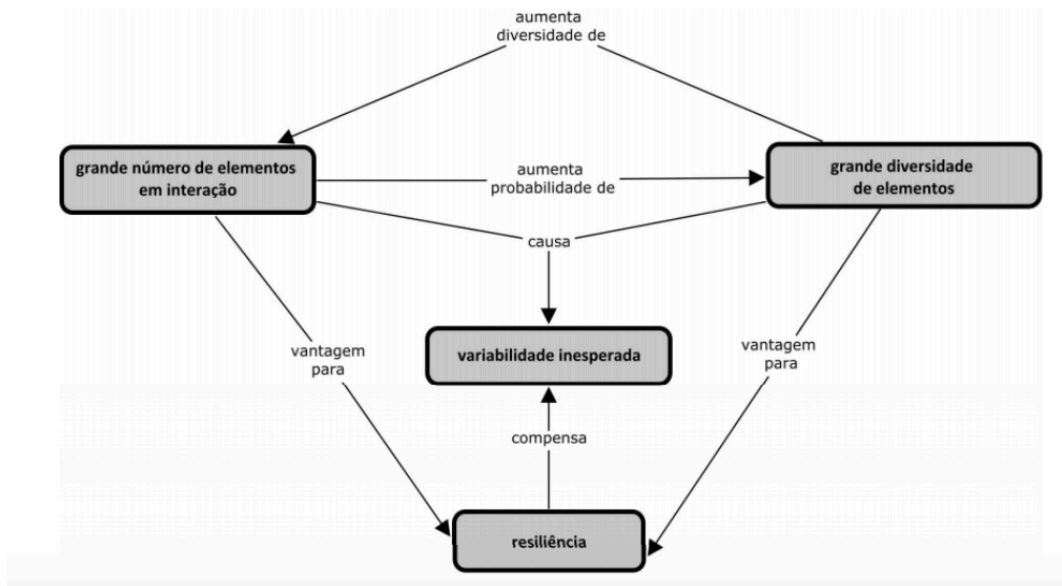 aumenta
diversidade de
grande número de elementos
em interação
aumenta
probabilidade de
grande diversidade
de elementos
causa
vantagem
para
variabilidade inesperada
vantagem
para
compensa
resiliência